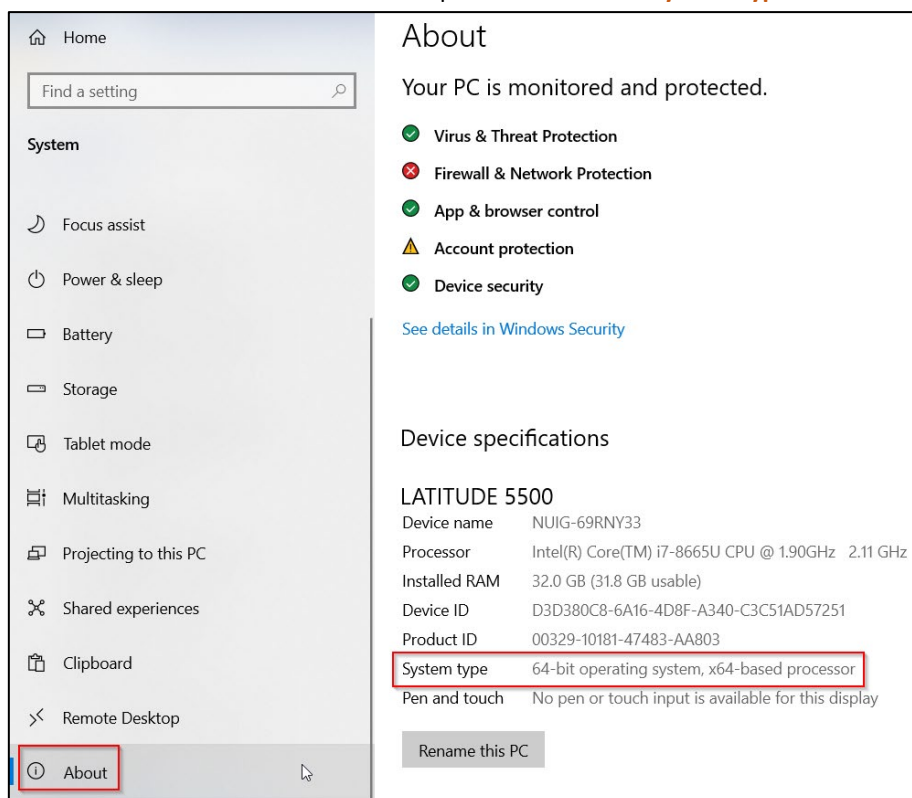 Home
Find a setting
System
Focus assist
Power & sleep
Battery
Storage
Tablet mode
Multitasking
Projecting to this PC
Shared experiences
Clipboard
Remote Desktop
About
About
Your PC is monitored and protected.
Virus & Threat Protection
Firewall & Network Protection
App & browser control
Account protection
Device security
See details in Windows Security
Device specifications
LATITUDE 5500
Device name NUIG-69RNY33
Processor Intel(R) Core(TM) i7-8665U CPU @ 1.90GHz 2.11 GHz
Installed RAM 32.0 GB (31.8 GB usable)
Device ID D3D380C8-6A16-4D8F-A340-C3C51AD57251
Product ID 00329-10181-47483-AA803
System type 64-bit operating system, x64-based processor
Pen and touch No pen or touch input is available for this display
Rename this PC